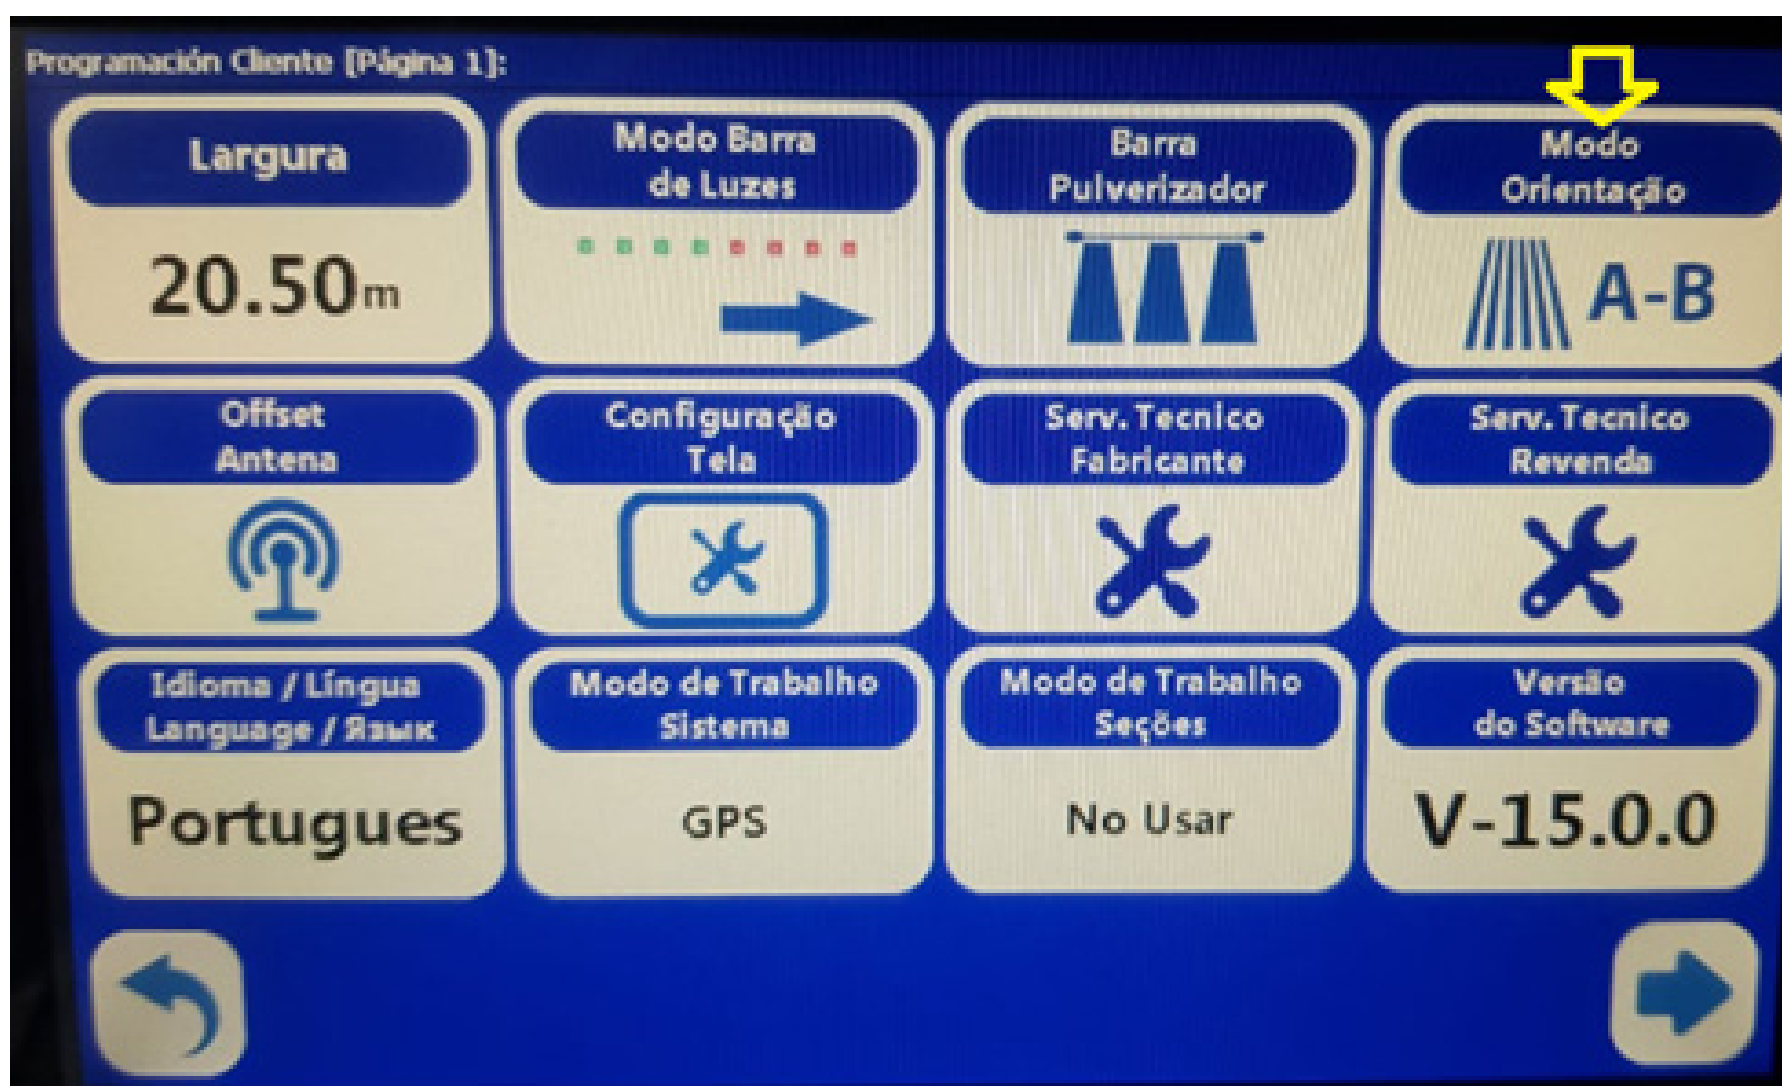 Programación Cliente [Página 1]:
Largura
20.50m
Modo Barra
de Luzes
Barra
Pulverizador
Modo
Orientação
A-B
Offset
Antena
Configuração
Tela
Serv. Tecnico
Fabricante
Serv. Tecnico
Revenda
Idioma / Língua
Language / Язык
Portugues
Modo de Trabalho
Sistema
GPS
Modo de Trabalho
Seções
No Usar
Versão
do Software
V-15.0.0